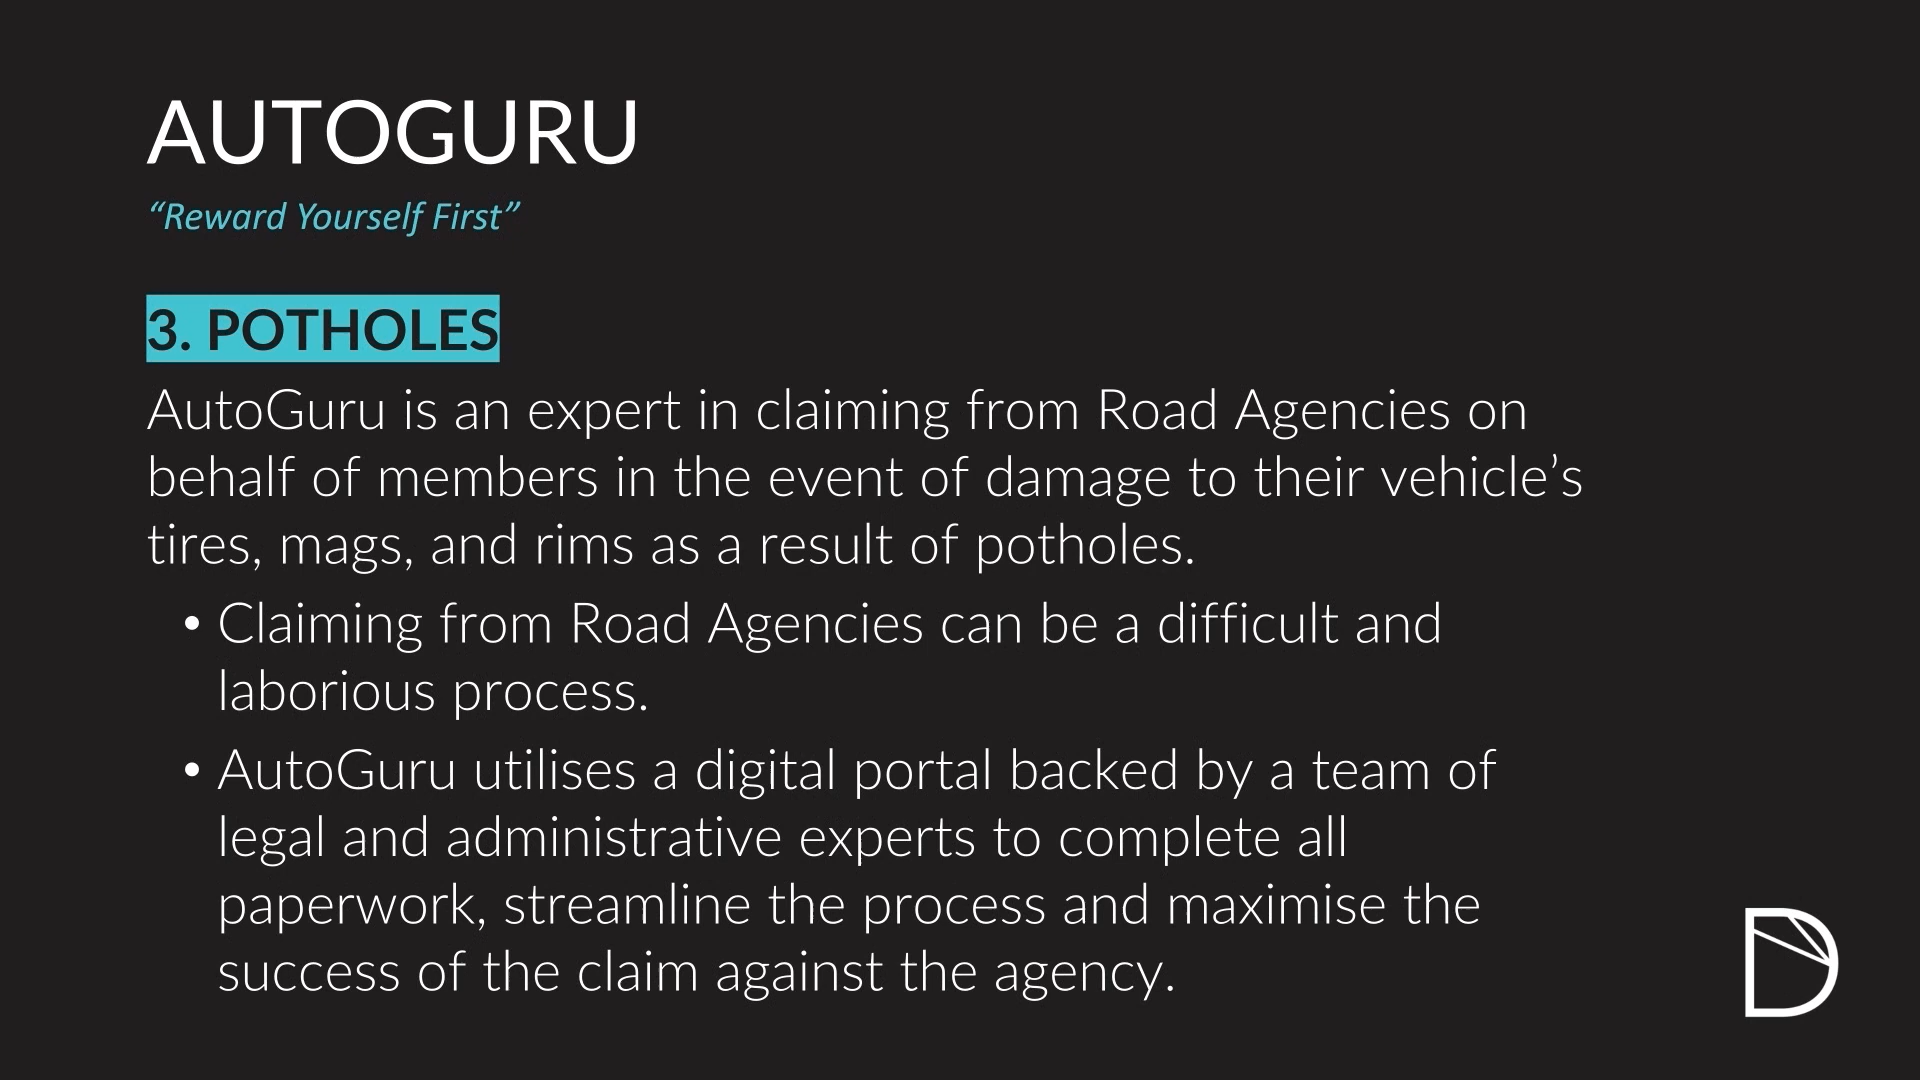 AUTOGURU
“Reward Yourself First”
3. POTHOLES
AutoGuru is an expert in claiming from Road Agencies on
behalf of members in the event of damage to their vehicle’s
tires, mags, and rims as a result of potholes.
• Claiming from Road Agencies can be a difficult and
laborious process.
• AutoGuru utilises a digital portal backed by a team of
legal and administrative experts to complete all
paperwork, streamline the process and maximise the
success of the claim against the agency.